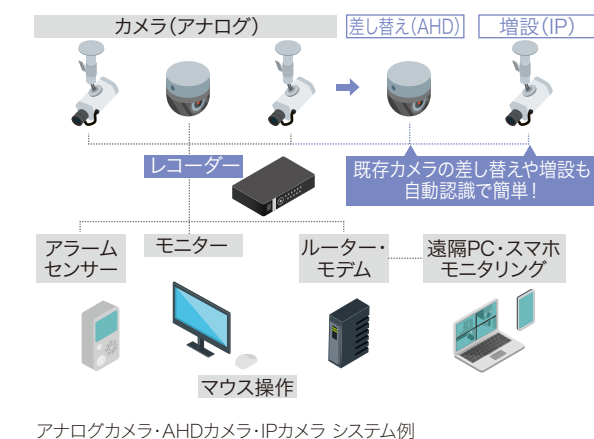 カメラ（アナログ）
差し替え（AHD）
増設（IP）
レコーダー
既存カメラの差し替えや増設も
自動認識で簡単！
アラーム
センサー
モニター
ルーター・
モデム
遠隔PC・スマホ
モニタリング
マウス操作
アナログカメラ・AHDカメラ・IPカメラ システム例